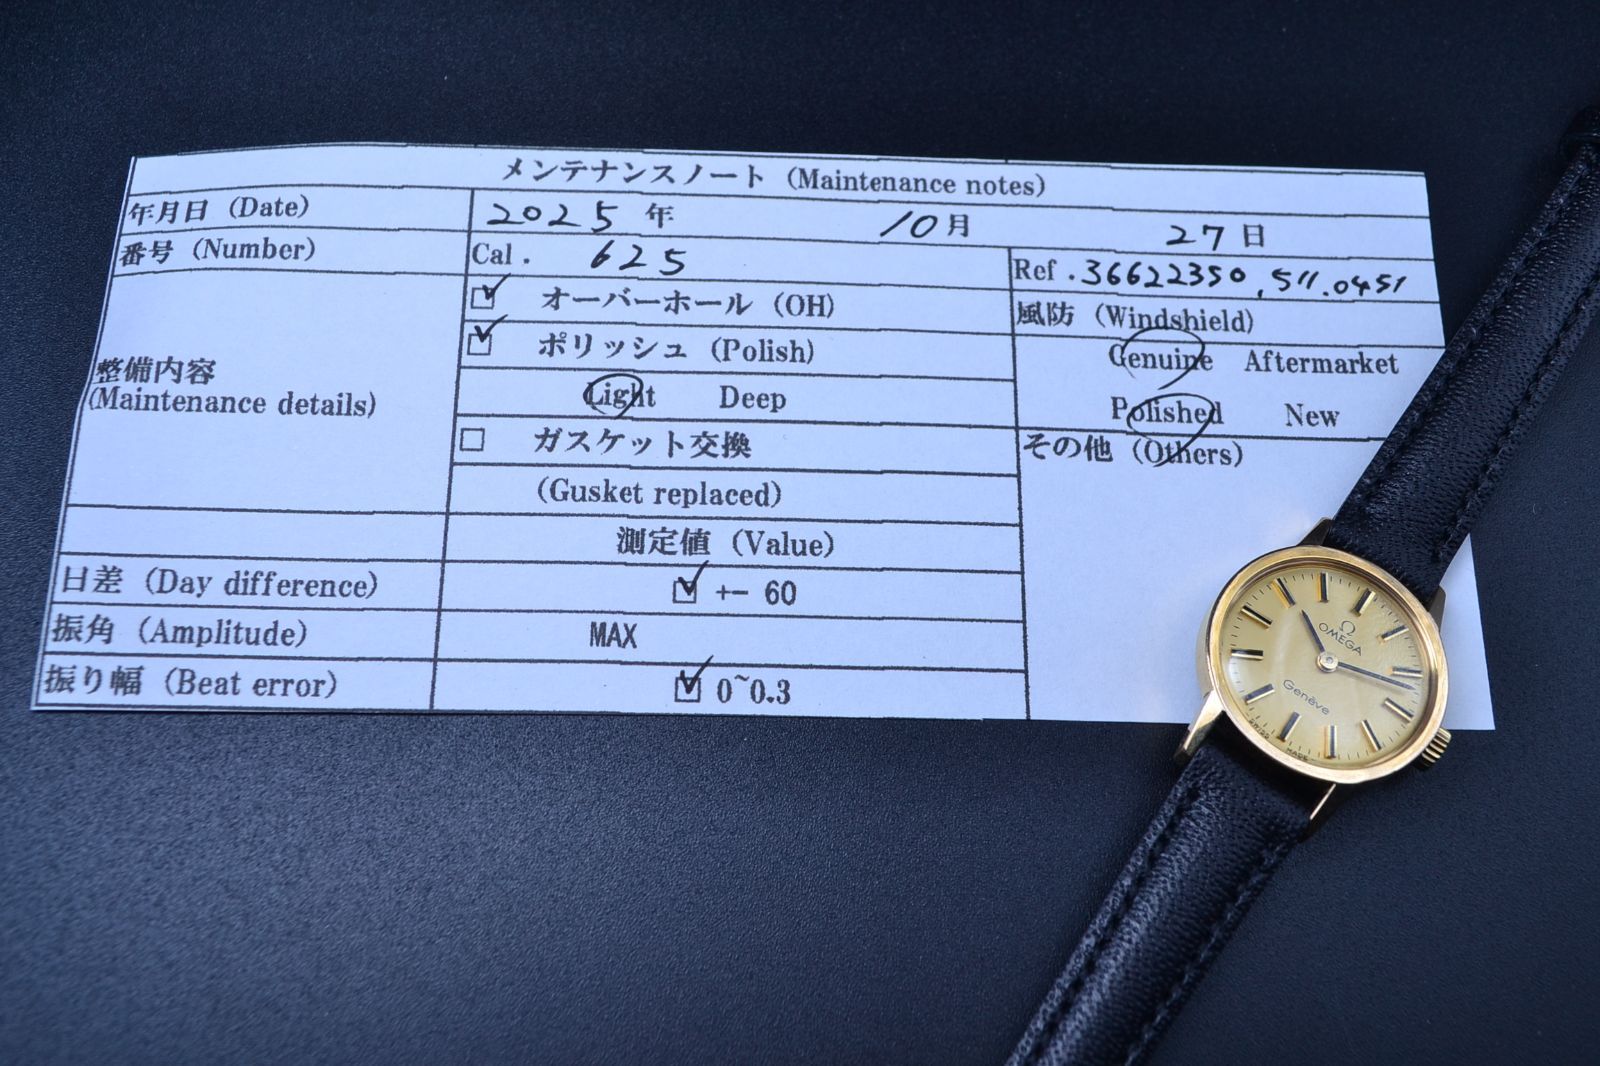 メンテナンスノート (Maintenance notes)
年月日 (Date) 2025 年 10 月 27 日
番号 (Number) Cal. 625 Ref. 36622350, 511.0451
整備内容
(Maintenance details)
オーバーホール (OH)
ポリッシュ (Polish)
Light Deep
ガスケット交換
(Gusket replaced)
風防 (Windshield)
Genuine Aftermarket
Polished New
その他 (Others)
測定値 (Value)
日差 (Day difference) +- 60
振角 (Amplitude) MAX
振り幅 (Beat error) 0~0.3
Ω
OMEGA
Genève
SWISS MADE